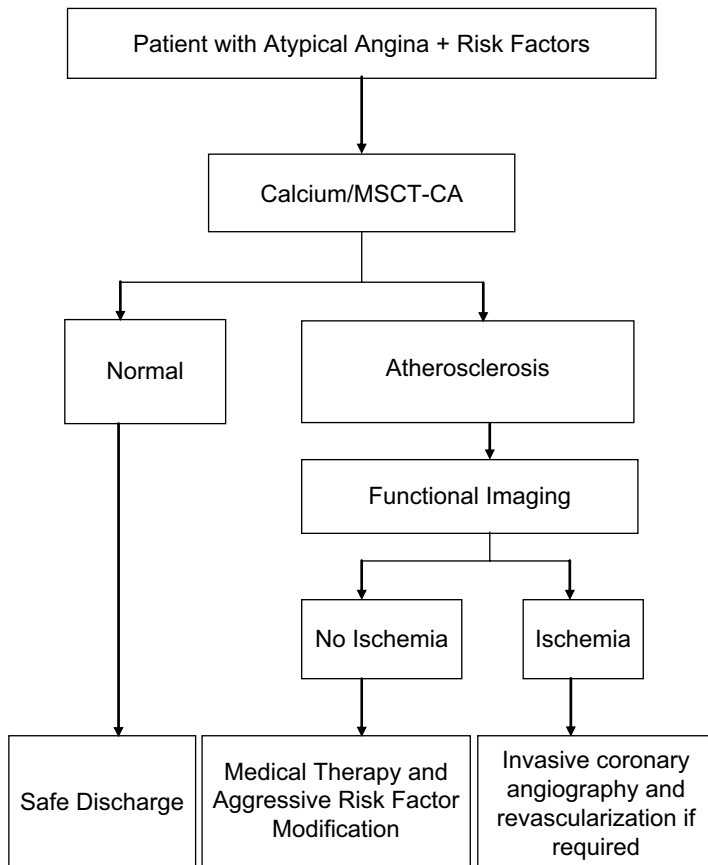 Patient with Atypical Angina + Risk Factors
Calcium/MSCT-CA
Normal
Atherosclerosis
Functional Imaging
No Ischemia
Ischemia
Safe Discharge
Medical Therapy and
Aggressive Risk Factor
Modification
Invasive coronary
angiography and
revascularization if
required